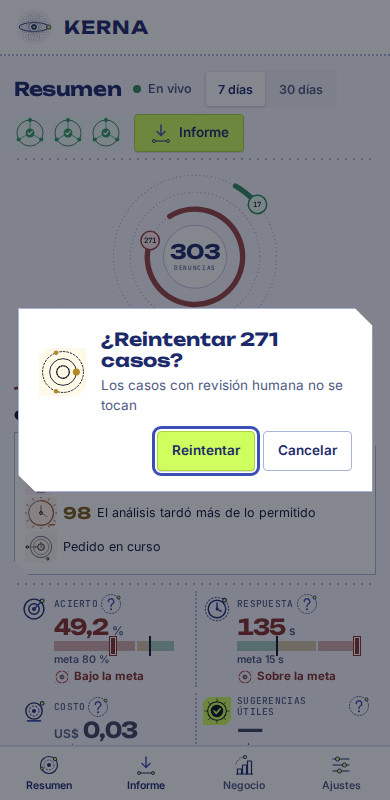 KERNA
Resumen
En vivo
7 días
30 días
Informe
17
271
303
DENUNCIAS
¿Reintentar 271
casos?
Los casos con revisión humana no se
tocan
Reintentar
Cancelar
98 El análisis tardó más de lo permitido
Pedido en curso
ACIERTO ?
49,2 %
meta 80 %
Bajo la meta
RESPUESTA ?
135 s
meta 15 s
Sobre la meta
COSTO ?
US$ 0,03
SUGERENCIAS
ÚTILES ?
—
Resumen
Informe
Negocio
Ajustes